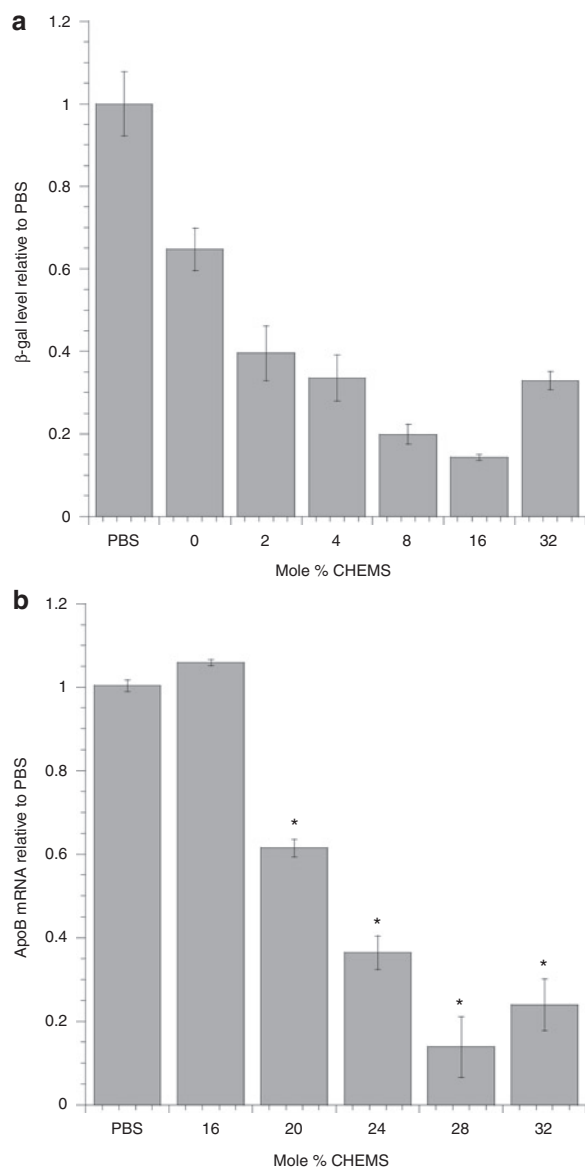 a
1.2
1
0.8
0.6
0.4
0.2
0
β-gal level relative to PBS
PBS 0 2 4 8 16 32
Mole % CHEMS
b
1.2
1
0.8
0.6
0.4
0.2
0
ApoB mRNA relative to PBS
*
*
*
*
PBS 16 20 24 28 32
Mole % CHEMS